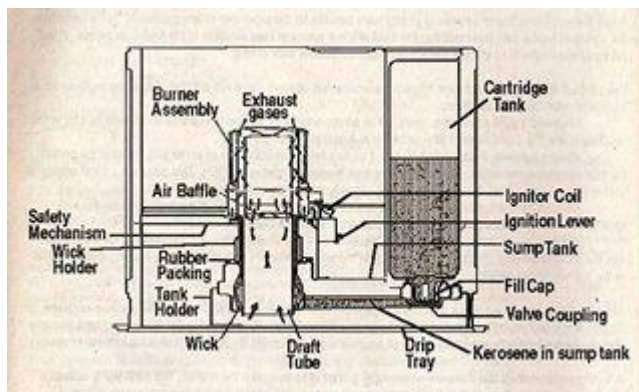 Burner
Assembly
Exhaust
gases
Cartridge
Tank
Air Baffle
Ignitor Coil
Safety
Mechanism
Ignition Lever
Wick
Holder
Sump Tank
Rubber
Packing
Fill Cap
Tank
Holder
Valve Coupling
Wick
Draft
Tube
Drip
Tray
Kerosene in sump tank